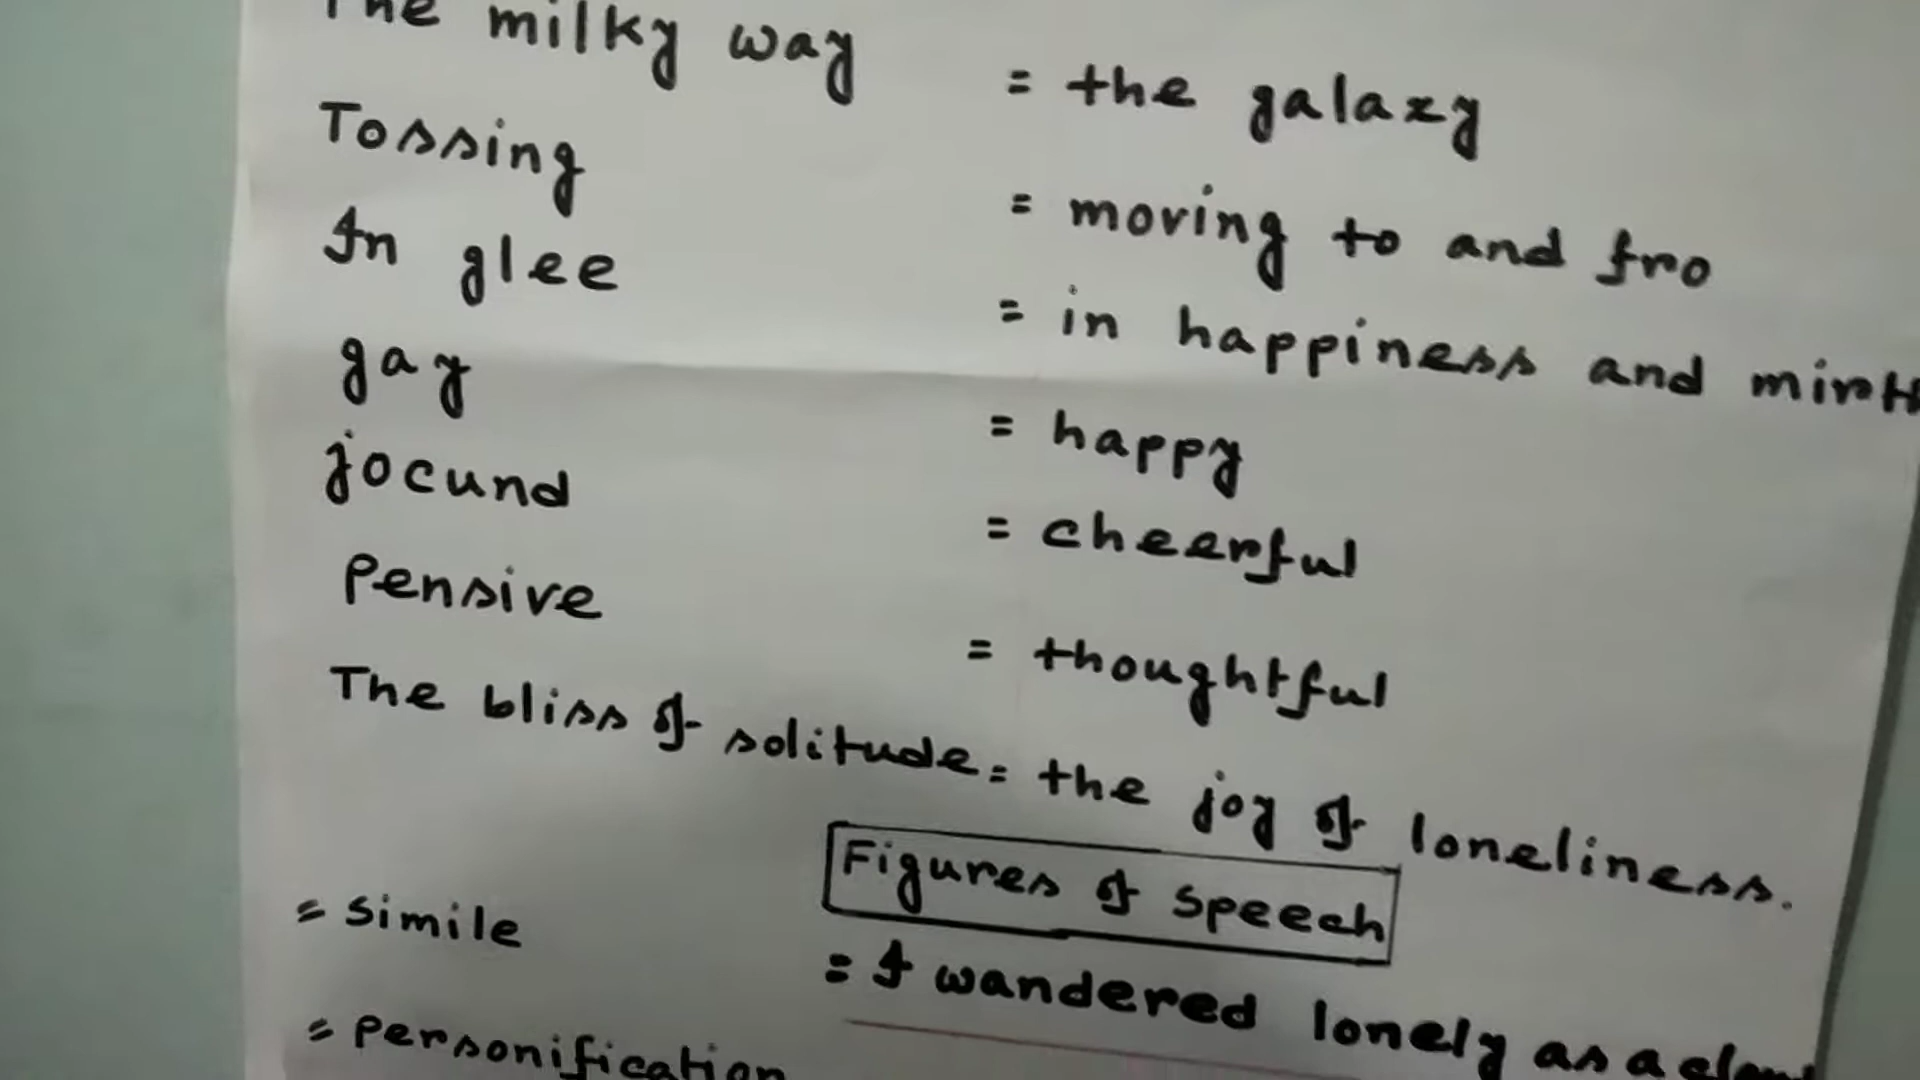 The milky way = the galaxy
Tossing = moving to and fro
In glee = in happiness and mirth
gay = happy
jocund = cheerful
Pensive = thoughtful
The bliss of solitude = the joy of loneliness.
Figures of speech
= simile = I wandered lonely as a cloud
= personification